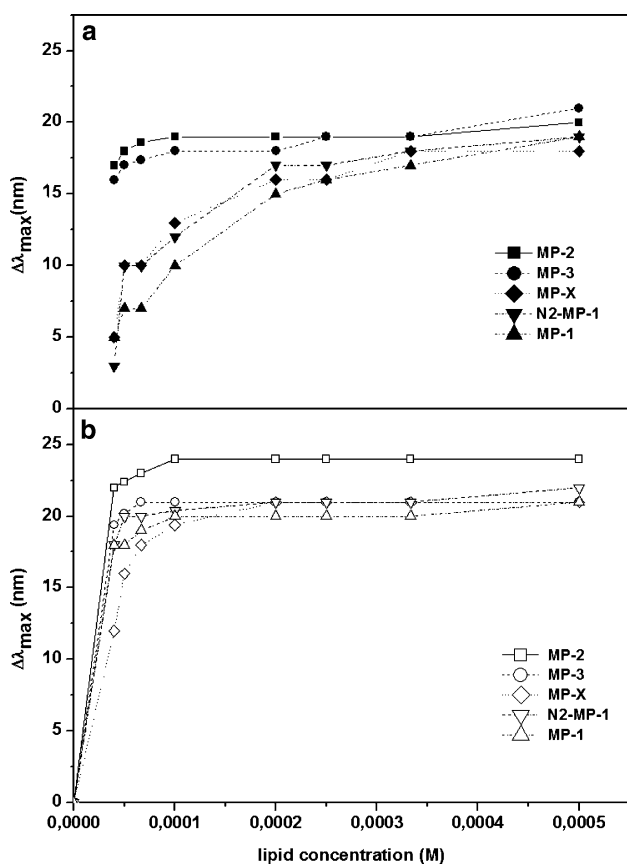 a
25
20
15
10
5
0
Δλmax(nm)
MP-2
MP-3
MP-X
N2-MP-1
MP-1
b
25
20
15
10
5
0
Δλmax(nm)
MP-2
MP-3
MP-X
N2-MP-1
MP-1
0,0000 0,0001 0,0002 0,0003 0,0004 0,0005
lipid concentration (M)